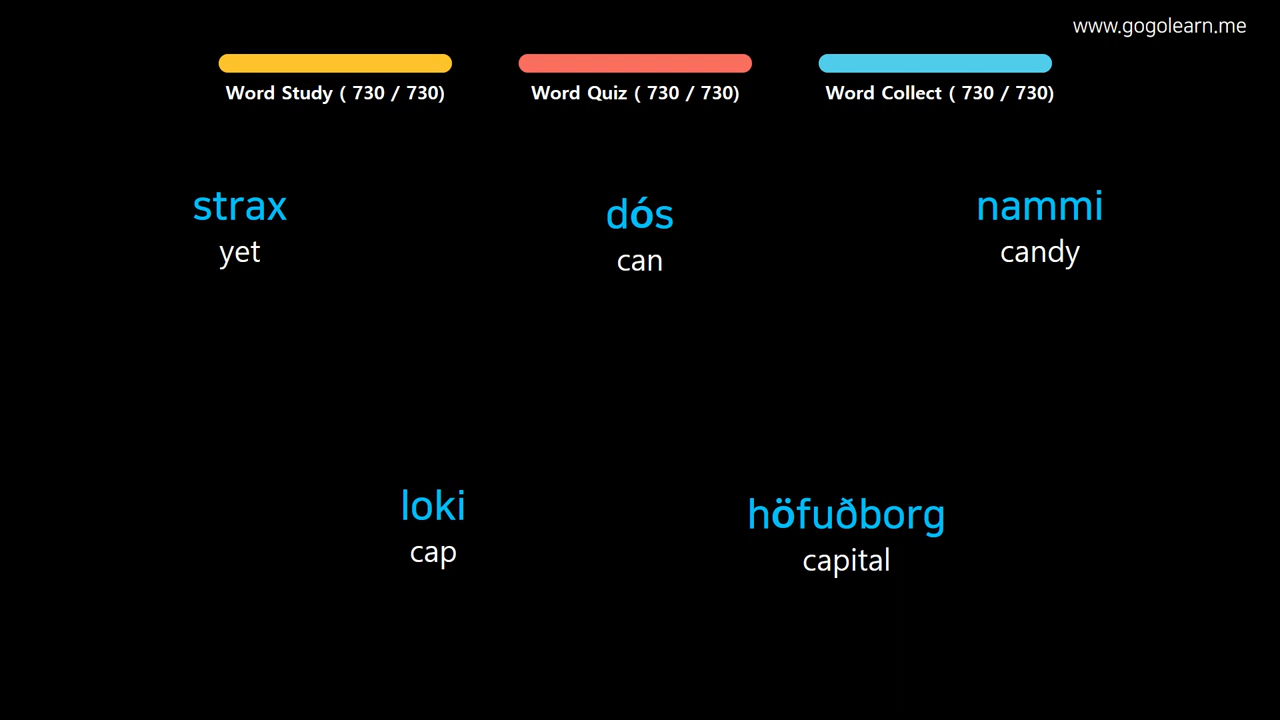 www.gogolearn.me
Word Study ( 730 / 730)
Word Quiz ( 730 / 730)
Word Collect ( 730 / 730)
strax
yet
dós
can
nammi
candy
loki
cap
höfuðborg
capital